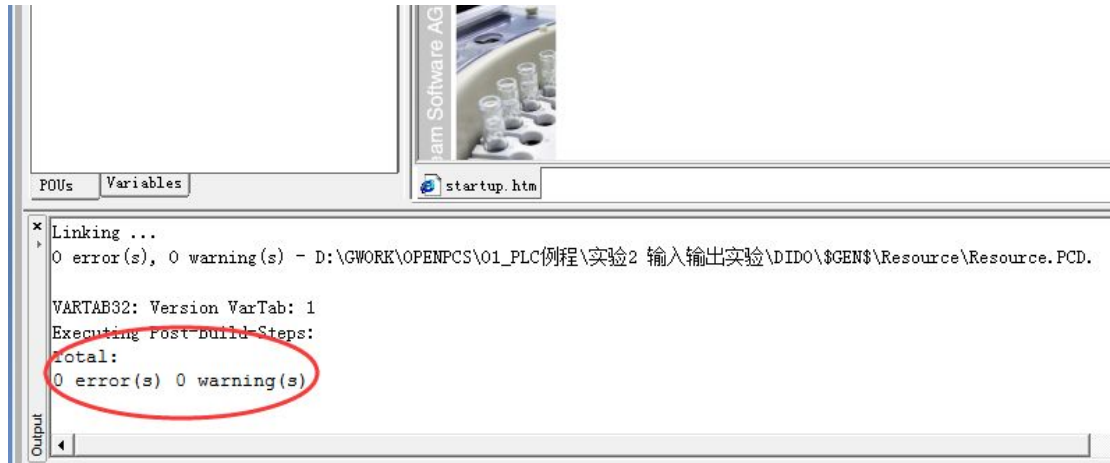 am Software AG
POUs
Variables
startup.htm
Linking ...
0 error(s), 0 warning(s) - D:\GWORK\OPENPCS\01_PLC例程\实验2 输入输出实验\DIDO\$GEN$\Resource\Resource.PCD.
VARTAB32: Version VarTab: 1
Executing Post-Build-Steps:
Total:
0 error(s) 0 warning(s)
Output